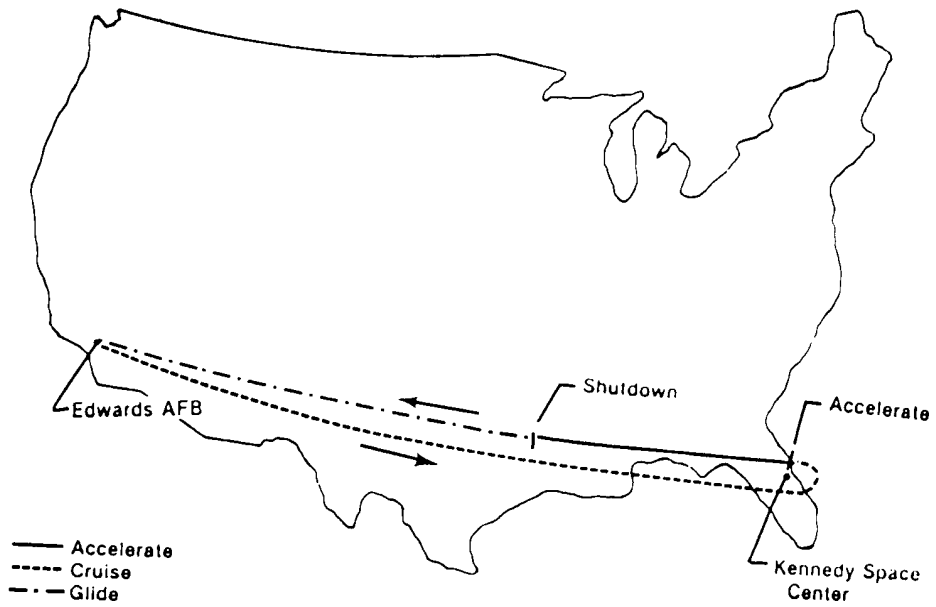 Shutdown
Accelerate
Edwards AFB
Accelerate
Cruise
Glide
Kennedy Space
Center